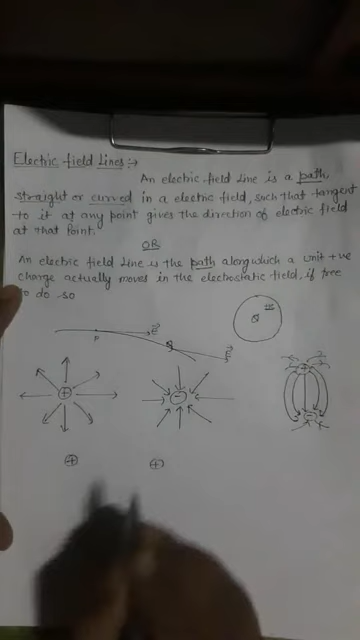 Electric field Lines :→
An electric field Line is a path,
straight or curved in a electric field, such that tangent
to it at any point gives the direction of electric field
at that Point.
OR
An electric field Line is the path along which a unit +ve
charge actually moves in the electrostatic field, if free
to do so
P
E
E
+
-
+
-
+
+